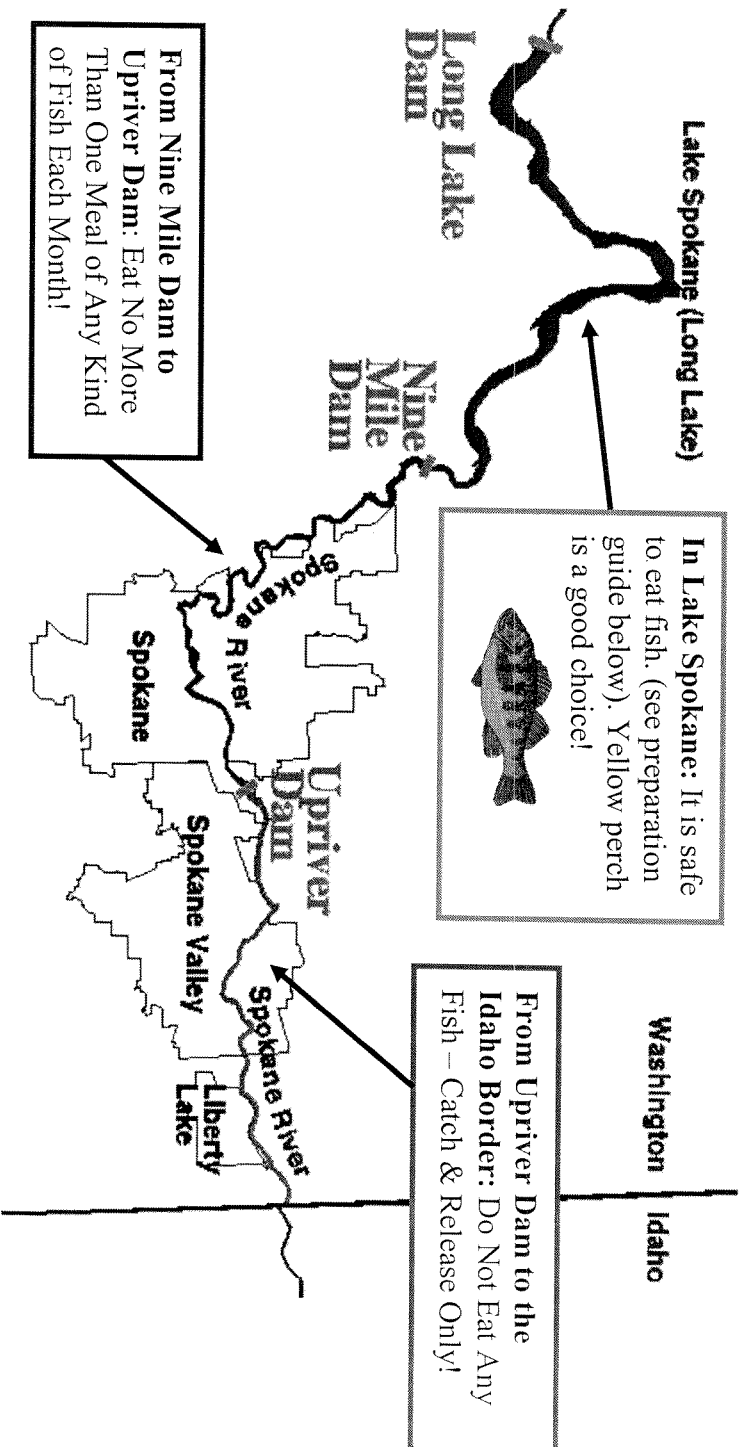 Lake Spokane (Long Lake)
Washington
Idaho
Long Lake
Dam
In Lake Spokane: It is safe
to eat fish. (see preparation
guide below). Yellow perch
is a good choice!
From Upriver Dam to the
Idaho Border: Do Not Eat Any
Fish – Catch & Release Only!
Nine
Mile
Dam
Upriver
Dam
Spokane
River
Spokane River
Spokane
Spokane Valley
Liberty
Lake
From Nine Mile Dam to
Upriver Dam: Eat No More
Than One Meal of Any Kind
of Fish Each Month!